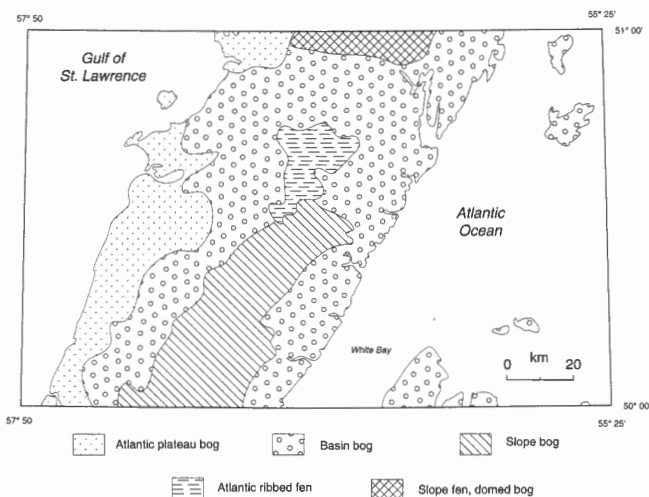 57° 50
55° 25'
51° 00'
Gulf of
St. Lawrence
Atlantic
Ocean
White Bay
0 km 20
57° 50
50° 00
55° 25'
Atlantic plateau bog
Basin bog
Slope bog
Atlantic ribbed fen
Slope fen, domed bog